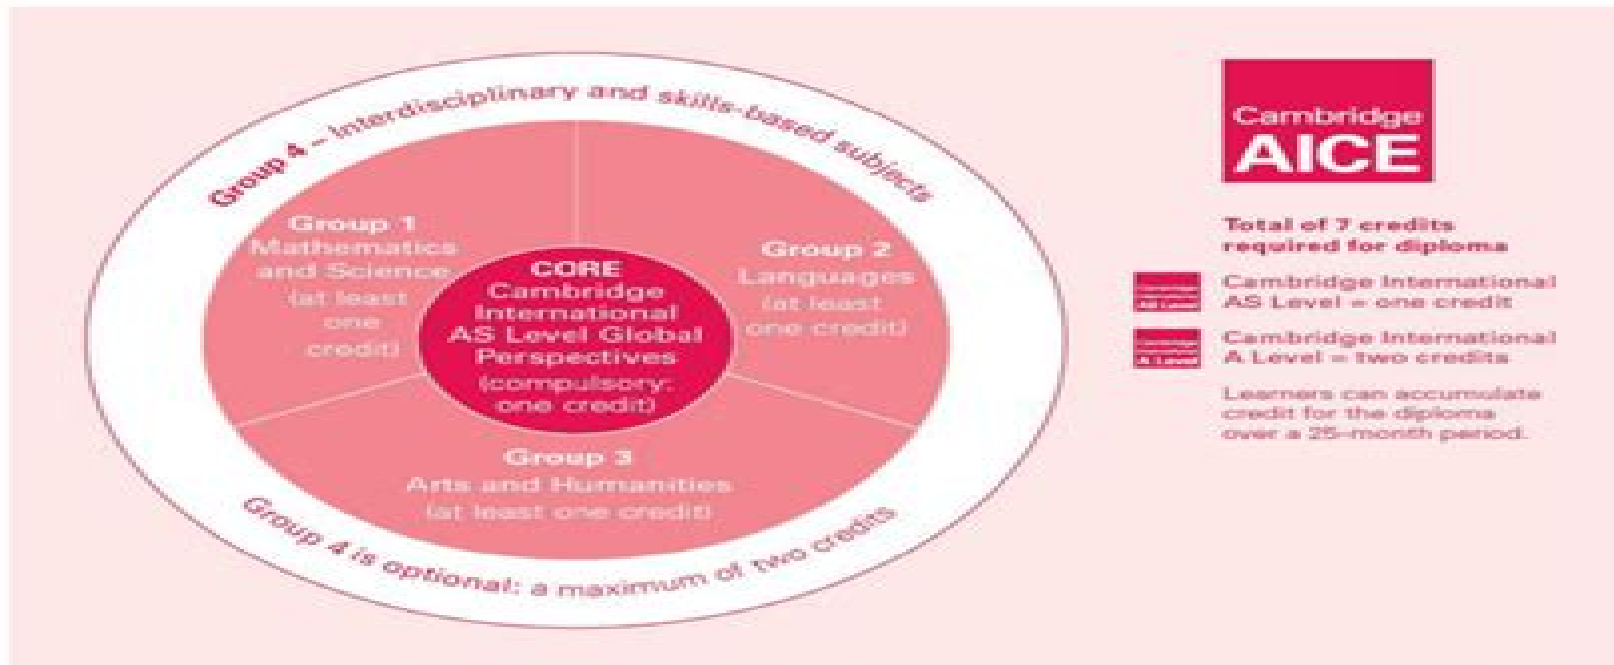 Group 4 – Interdisciplinary and skills-based subjects
Group 1
Mathematics
and Science
(at least
one
credit)
Group 2
Languages
(at least
one credit)
CORE
Cambridge
International
AS Level Global
Perspectives
(compulsory:
one credit)
Group 3
Arts and Humanities
(at least one credit)
Group 4 is optional: a maximum of two credits
Cambridge
AICE
Total of 7 credits
required for diploma
Cambridge International
AS Level = one credit
Cambridge International
A Level = two credits
Learners can accumulate
credit for the diploma
over a 25-month period.